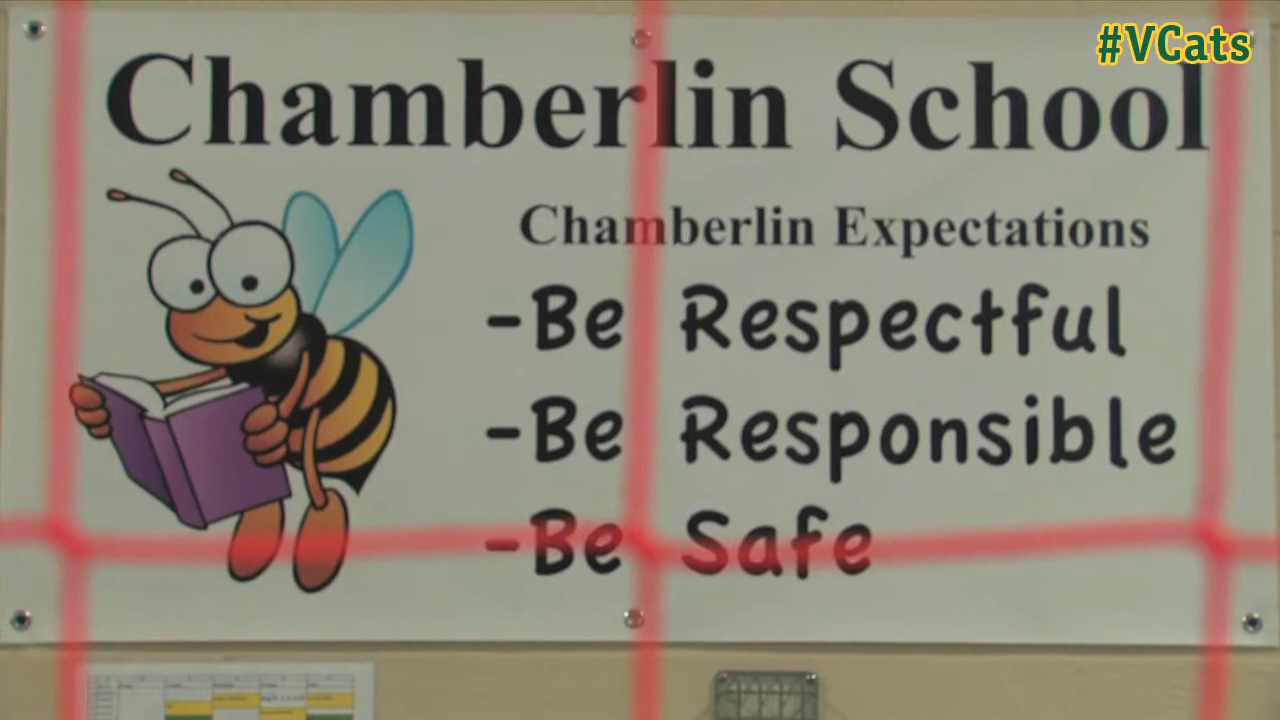 #VCats
Chamberlin School
Chamberlin Expectations
-Be Respectful
-Be Responsible
-Be Safe